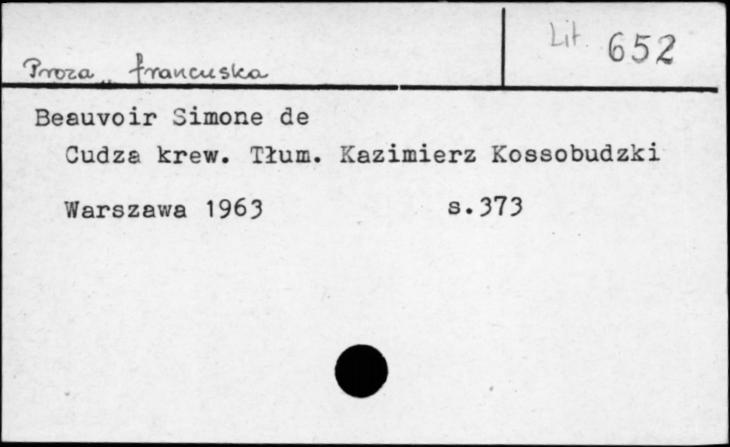 Proza francuska
Lit 652
Beauvoir Simone de
Cudza krew. Tłum. Kazimierz Kossobudzki
Warszawa 1963 s.373